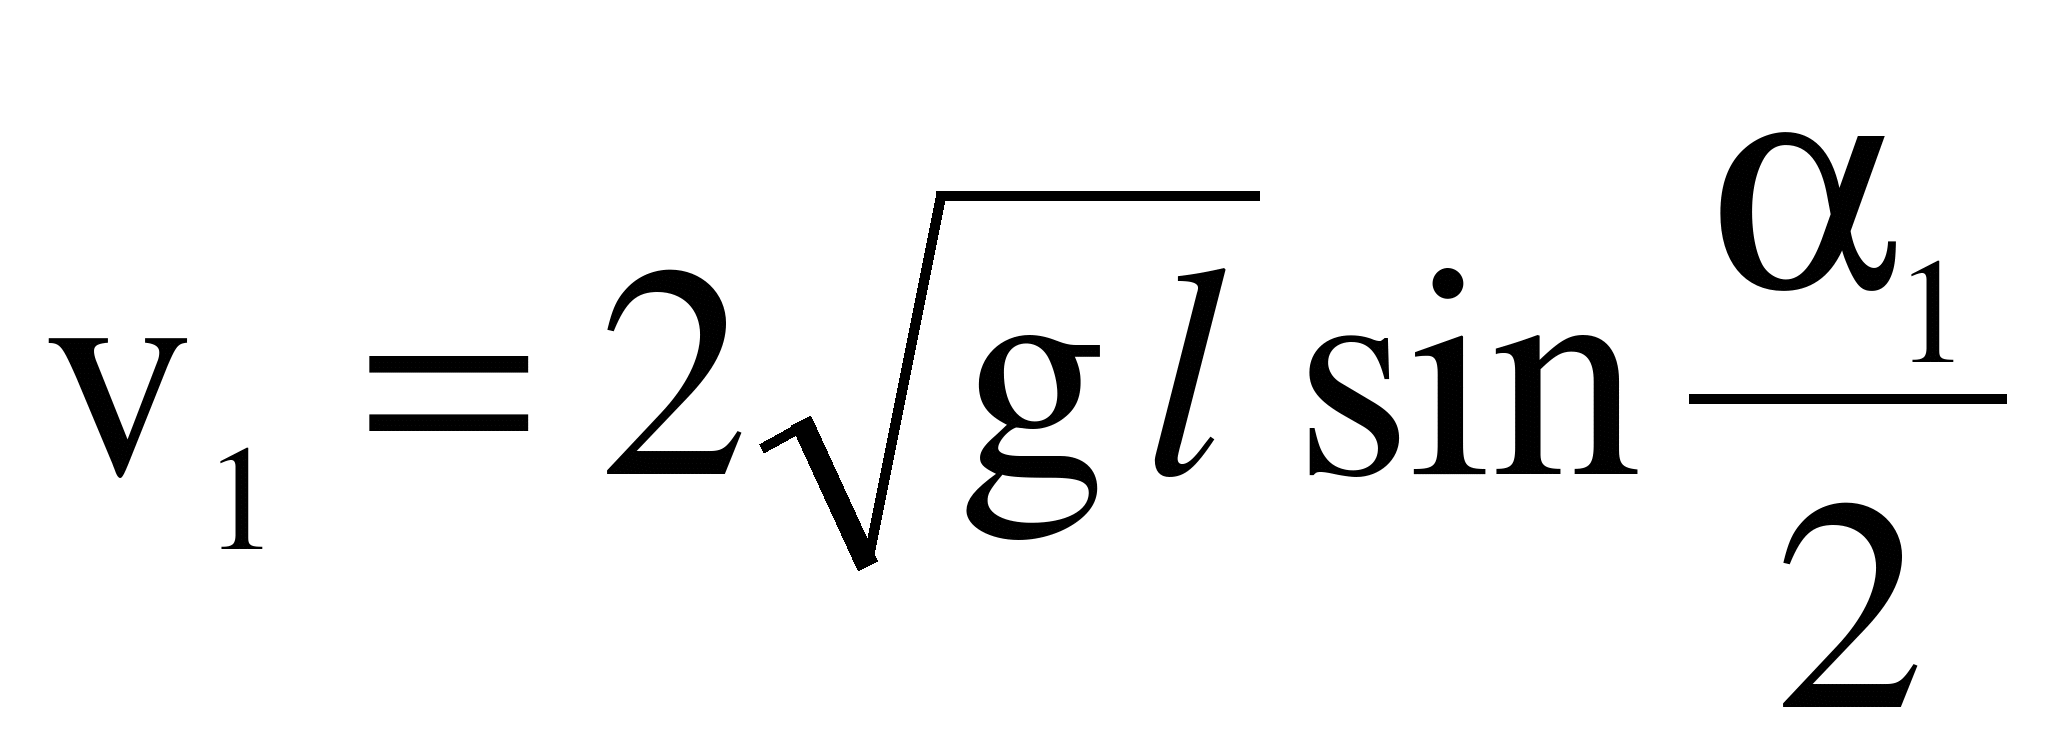 v₁ = 2√(g l) sin α₁/2